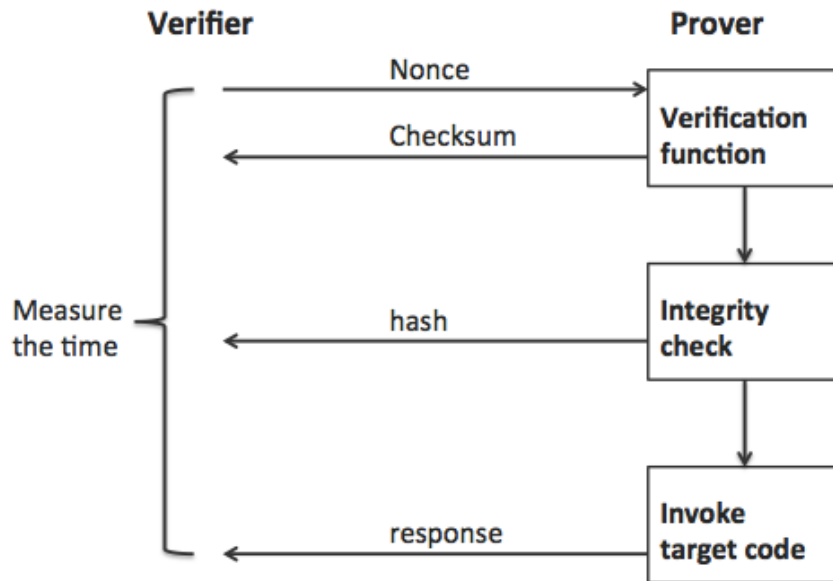 Verifier
Prover
Nonce
Verification
function
Checksum
Measure
the time
hash
Integrity
check
response
Invoke
target code